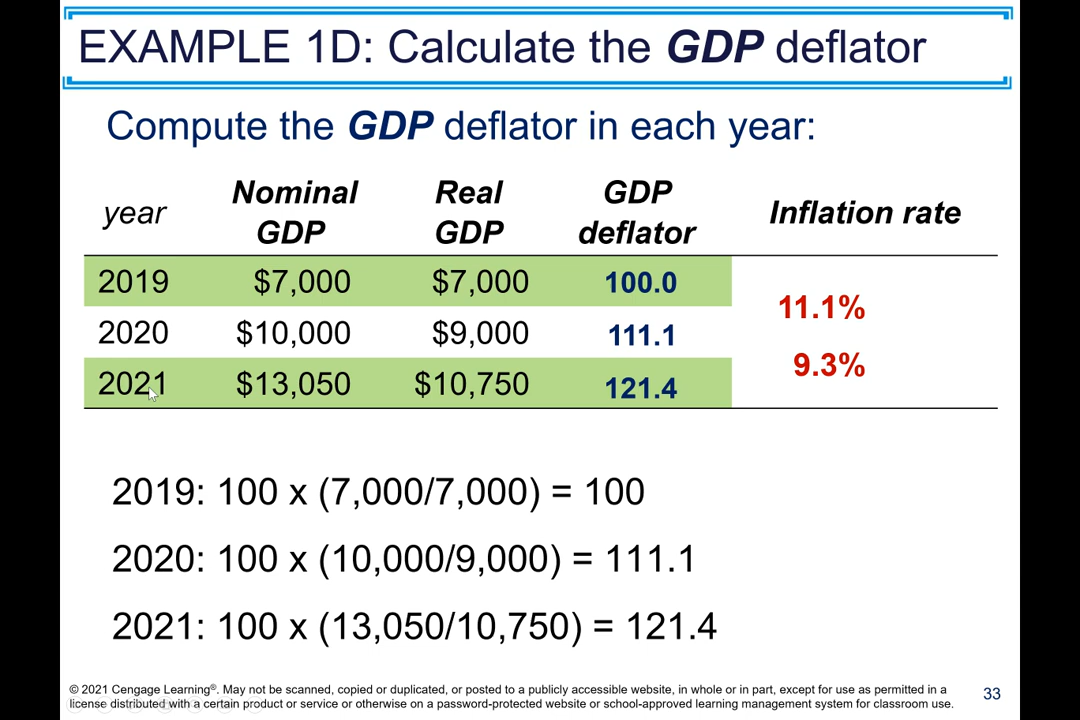 EXAMPLE 1D: Calculate the GDP deflator
Compute the GDP deflator in each year:
year Nominal GDP Real GDP GDP deflator Inflation rate
2019 $7,000 $7,000 100.0
11.1%
2020 $10,000 $9,000 111.1
9.3%
2021 $13,050 $10,750 121.4
2019: 100 x (7,000/7,000) = 100
2020: 100 x (10,000/9,000) = 111.1
2021: 100 x (13,050/10,750) = 121.4
© 2021 Cengage Learning®. May not be scanned, copied or duplicated, or posted to a publicly accessible website, in whole or in part, except for use as permitted in a
license distributed with a certain product or service or otherwise on a password-protected website or school-approved learning management system for classroom use.
33